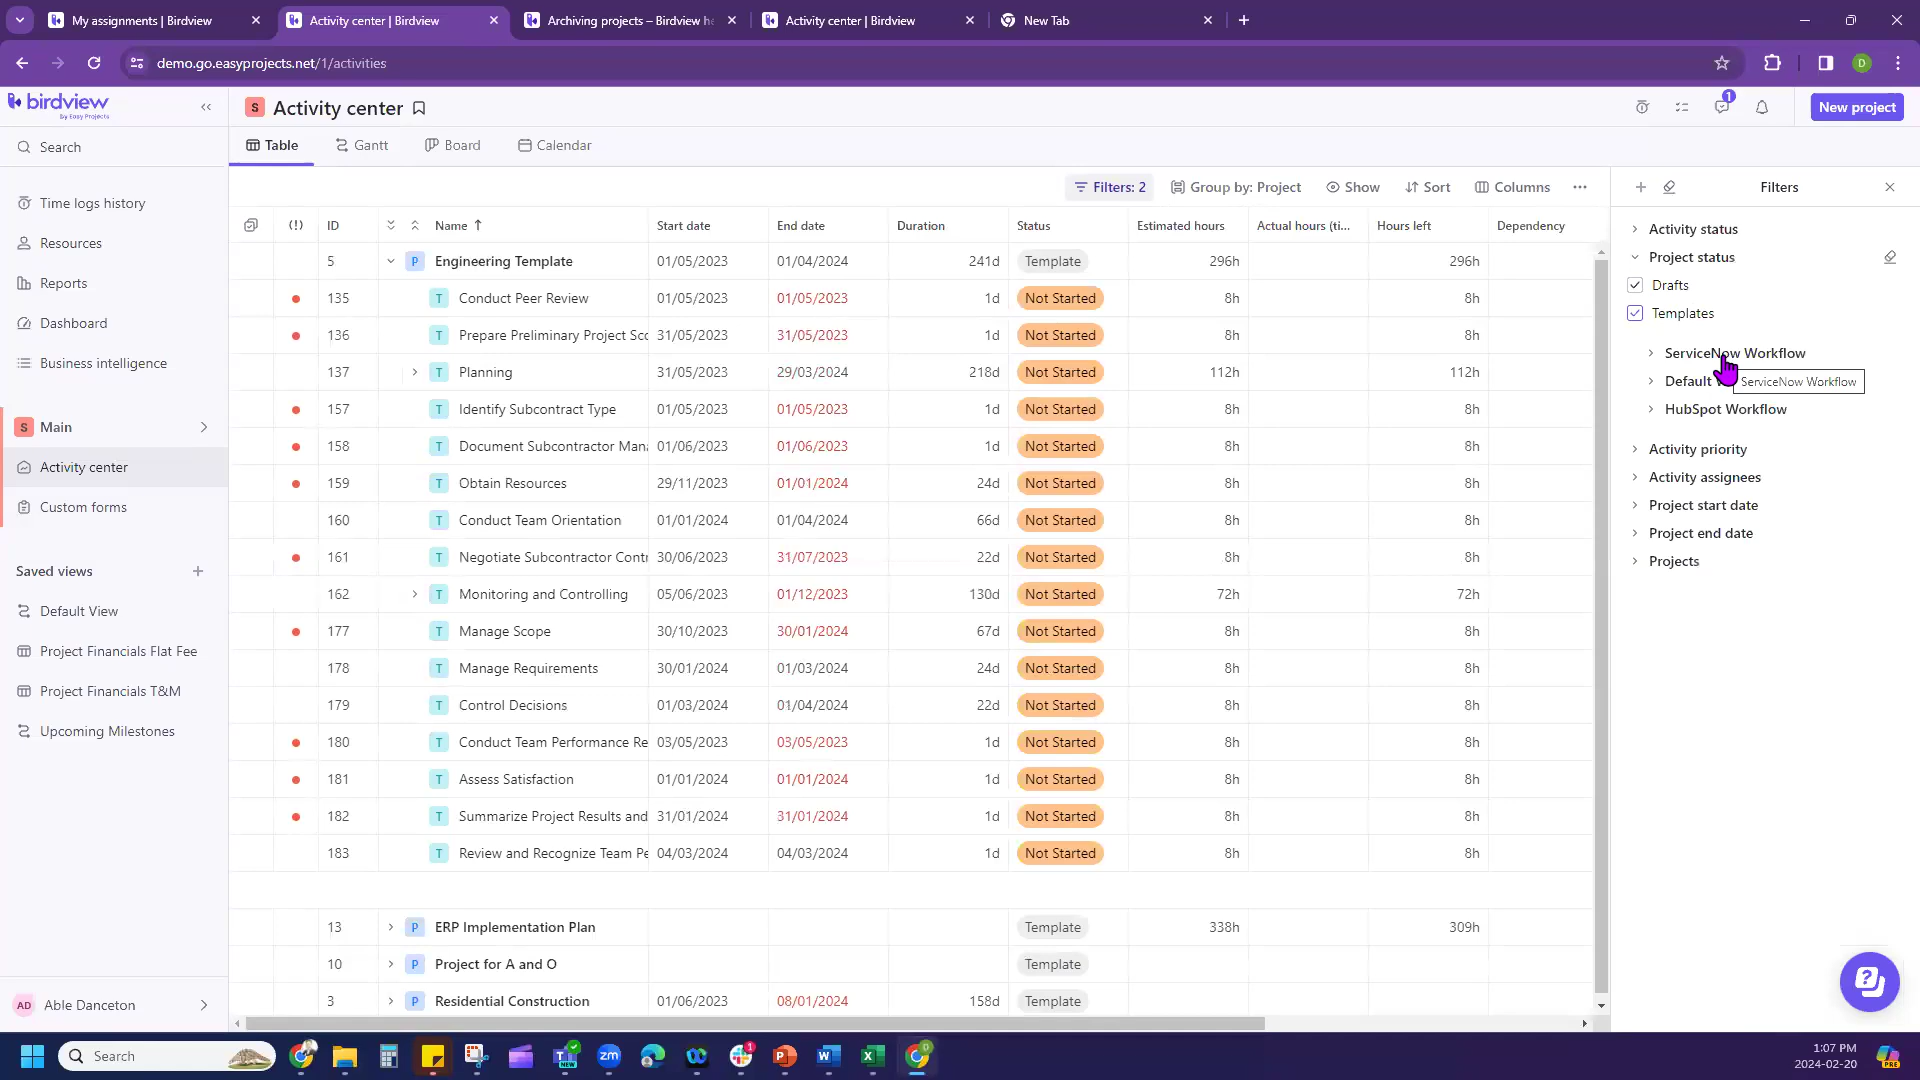 My assignments | Birdview
Activity center | Birdview
Archiving projects – Birdview he
Activity center | Birdview
New Tab
demo.go.easyprojects.net/1/activities
D
birdview
by Easy Projects
S Activity center
1
New project
Search
Table
Gantt
Board
Calendar
Filters: 2
Group by: Project
Show
Sort
Columns
Filters
(!) ID Name Start date End date Duration Status Estimated hours Actual hours (ti... Hours left Dependency
5 P Engineering Template 01/05/2023 01/04/2024 241d Template 296h 296h
135 T Conduct Peer Review 01/05/2023 01/05/2023 1d Not Started 8h 8h
136 T Prepare Preliminary Project Sco 31/05/2023 31/05/2023 1d Not Started 8h 8h
137 T Planning 31/05/2023 29/03/2024 218d Not Started 112h 112h
157 T Identify Subcontract Type 01/05/2023 01/05/2023 1d Not Started 8h 8h
158 T Document Subcontractor Man 01/06/2023 01/06/2023 1d Not Started 8h 8h
159 T Obtain Resources 29/11/2023 01/01/2024 24d Not Started 8h 8h
160 T Conduct Team Orientation 01/01/2024 01/04/2024 66d Not Started 8h 8h
161 T Negotiate Subcontractor Contr 30/06/2023 31/07/2023 22d Not Started 8h 8h
162 T Monitoring and Controlling 05/06/2023 01/12/2023 130d Not Started 72h 72h
177 T Manage Scope 30/10/2023 30/01/2024 67d Not Started 8h 8h
178 T Manage Requirements 30/01/2024 01/03/2024 24d Not Started 8h 8h
179 T Control Decisions 01/03/2024 01/04/2024 22d Not Started 8h 8h
180 T Conduct Team Performance Re 03/05/2023 03/05/2023 1d Not Started 8h 8h
181 T Assess Satisfaction 01/01/2024 01/01/2024 1d Not Started 8h 8h
182 T Summarize Project Results and 31/01/2024 31/01/2024 1d Not Started 8h 8h
183 T Review and Recognize Team Pe 04/03/2024 04/03/2024 1d Not Started 8h 8h
13 P ERP Implementation Plan Template 338h 309h
10 P Project for A and O Template
3 P Residential Construction 01/06/2023 08/01/2024 158d Template
Activity status
Project status
Drafts
Templates
ServiceNow Workflow
Default
ServiceNow Workflow
HubSpot Workflow
Activity priority
Activity assignees
Project start date
Project end date
Projects
Time logs history
Resources
Reports
Dashboard
Business intelligence
S Main
Activity center
Custom forms
Saved views
Default View
Project Financials Flat Fee
Project Financials T&M
Upcoming Milestones
AD Able Danceton
Search
NEW
zm
1
D
1:07 PM
2024-02-20
PRE